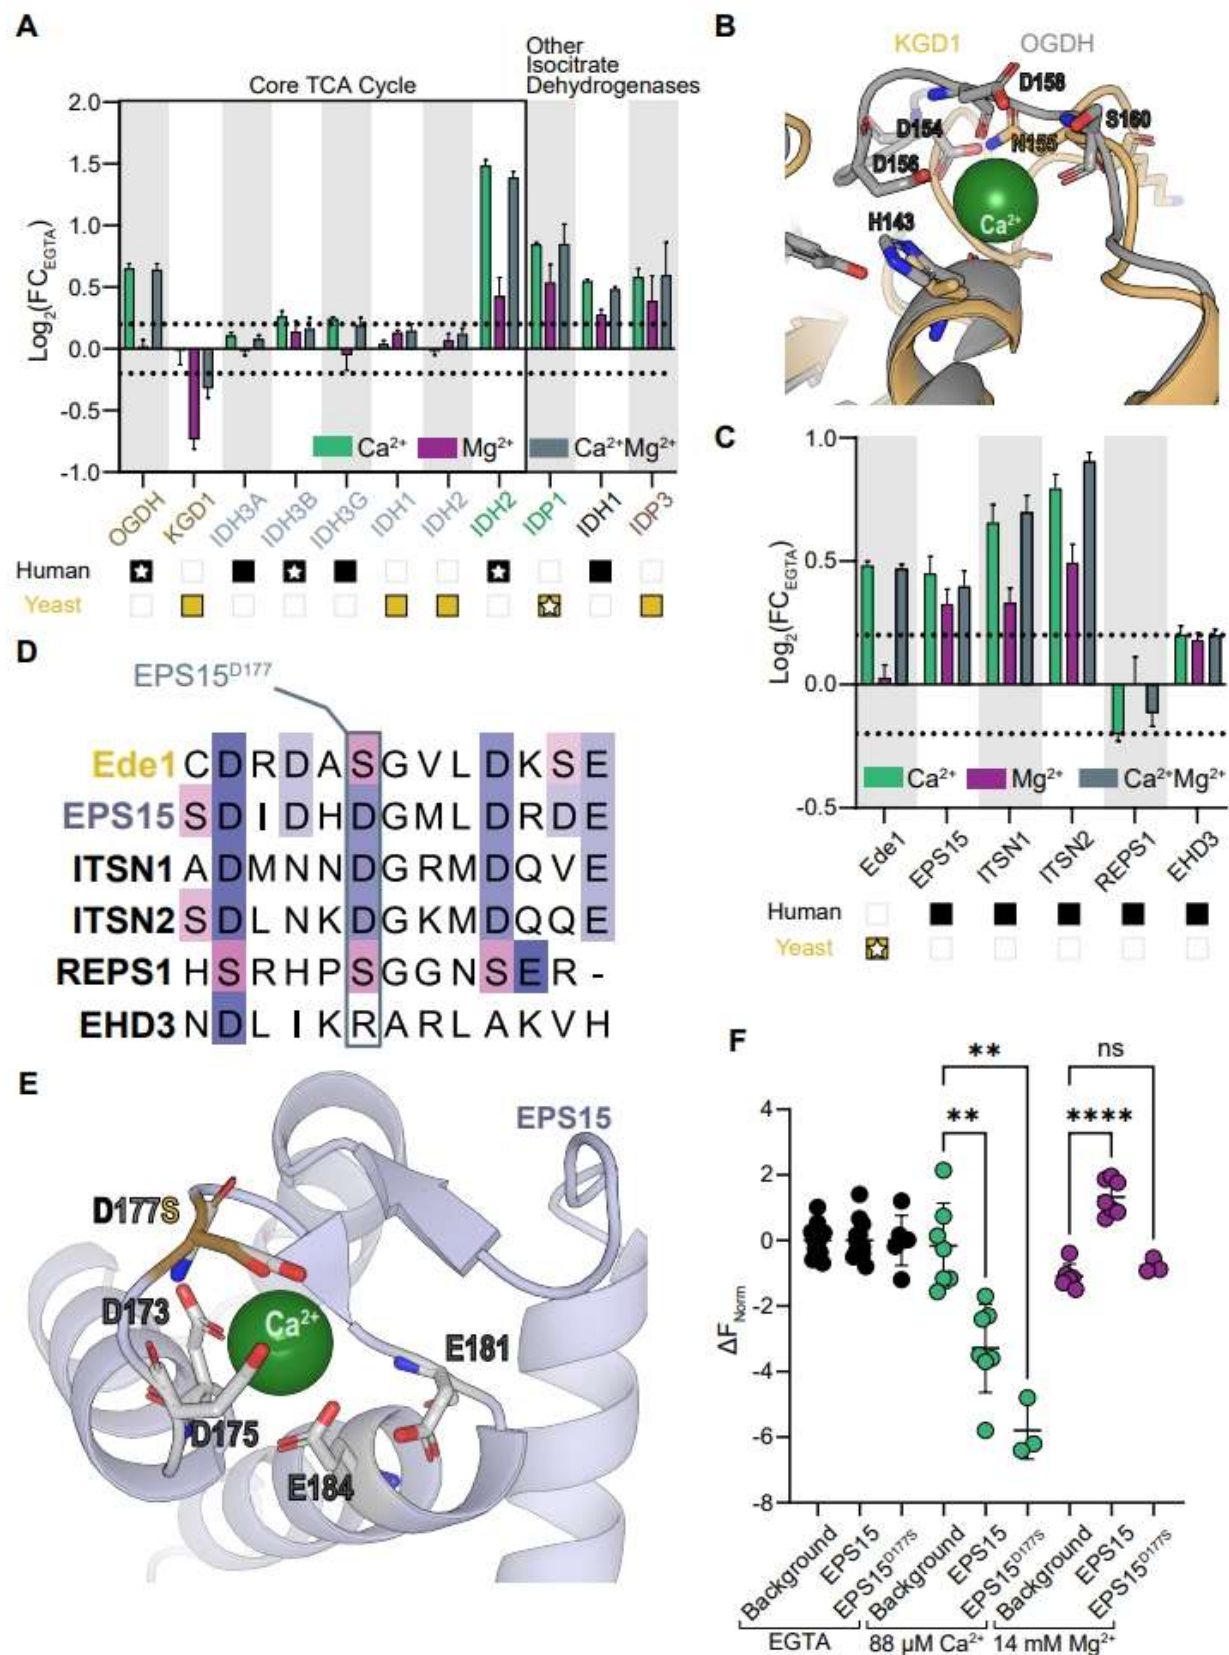 A
Core TCA Cycle
Other
Isocitrate
Dehydrogenases
Log2(FCEGTA)
2.0
1.5
1.0
0.5
0.0
-0.5
-1.0
Ca²⁺ Mg²⁺ Ca²⁺Mg²⁺
OGDH KGD1 IDH3A IDH3B IDH3G IDH1 IDH2 IDH2 IDP1 IDH1 IDP3
Human
Yeast
B
KGD1 OGDH
D158
D154
S160
N155
D156
H143
Ca²⁺
C
Log2(FCEGTA)
1.0
0.5
0.0
-0.5
Ca²⁺ Mg²⁺ Ca²⁺Mg²⁺
Ede1 EPS15 ITSN1 ITSN2 REPS1 EHD3
Human
Yeast
D
EPS15D177
Ede1 C D R D A S G V L D K S E
EPS15 S D I D H D G M L D R D E
ITSN1 A D M N N D G R M D Q V E
ITSN2 S D L N K D G K M D Q Q E
REPS1 H S R H P S G G N S E R -
EHD3 N D L I K R A R L A K V H
E
EPS15
D177S
D173
Ca²⁺
E181
D175
E184
F
** ns
** ****
ΔFNorm
4
2
0
-2
-4
-6
-8
Background EPS15 EPS15D177S Background EPS15 EPS15D177S Background EPS15 EPS15D177S
EGTA 88 µM Ca²⁺ 14 mM Mg²⁺